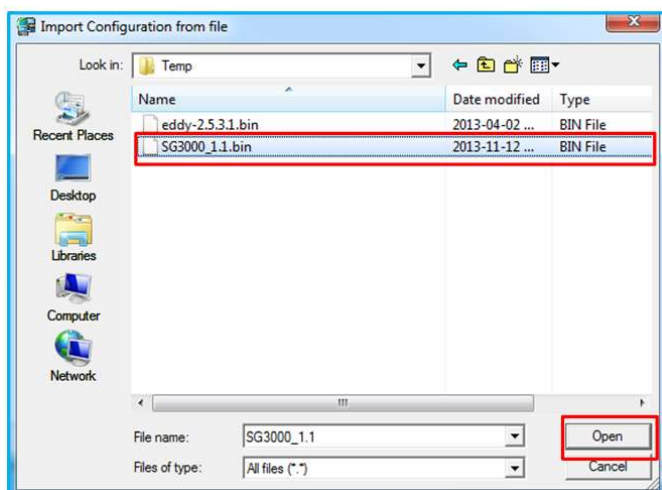 Import Configuration from file
Look in: Temp
Name Date modified Type
eddy-2.5.3.1.bin 2013-04-02 ... BIN File
SG3000_1.1.bin 2013-11-12 ... BIN File
Recent Places
Desktop
Libraries
Computer
Network
File name: SG3000_1.1 Open
Files of type: All files (*.*) Cancel